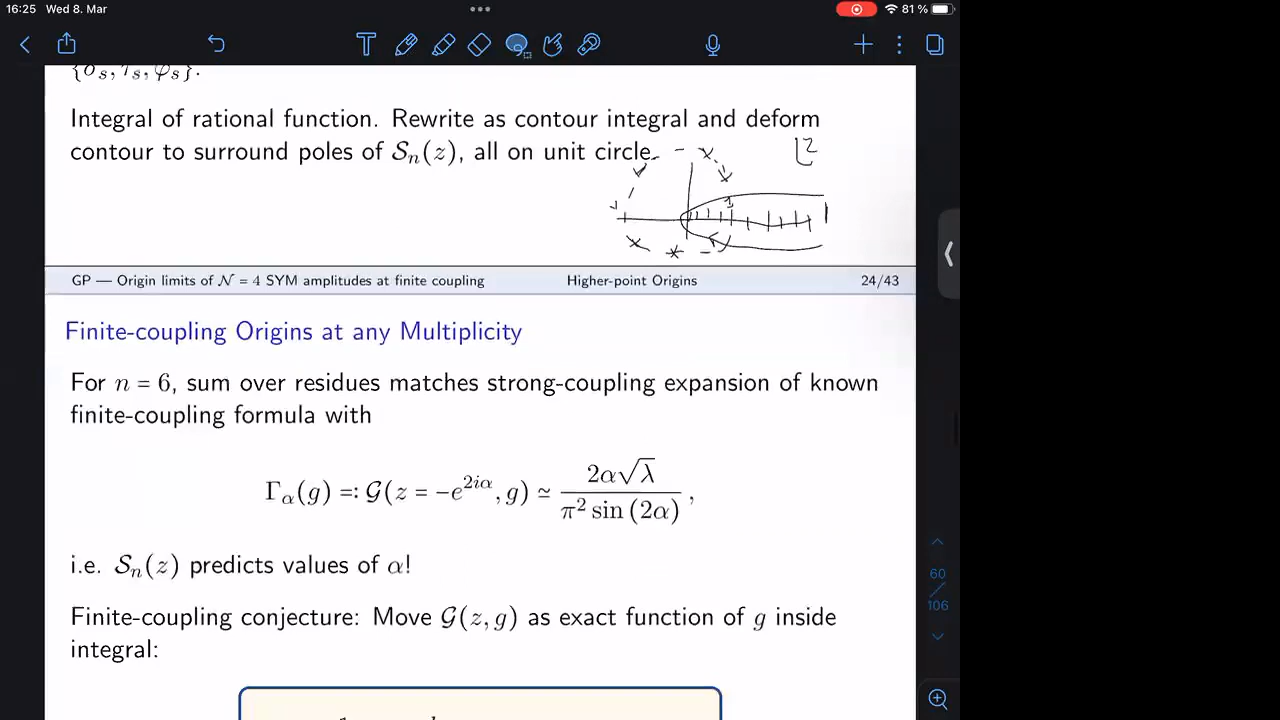 16:25 Wed 8. Mar
81 %
Integral of rational function. Rewrite as contour integral and deform
contour to surround poles of 𝒮ₙ(z), all on unit circle.
GP — Origin limits of 𝒩 = 4 SYM amplitudes at finite coupling Higher-point Origins 24/43
Finite-coupling Origins at any Multiplicity
For n = 6, sum over residues matches strong-coupling expansion of known
finite-coupling formula with
Γ_α(g) =: 𝒢(z = −e^{2iα}, g) ≃ 2α√λ / π² sin (2α) ,
i.e. 𝒮ₙ(z) predicts values of α!
Finite-coupling conjecture: Move 𝒢(z, g) as exact function of g inside
integral:
60
106